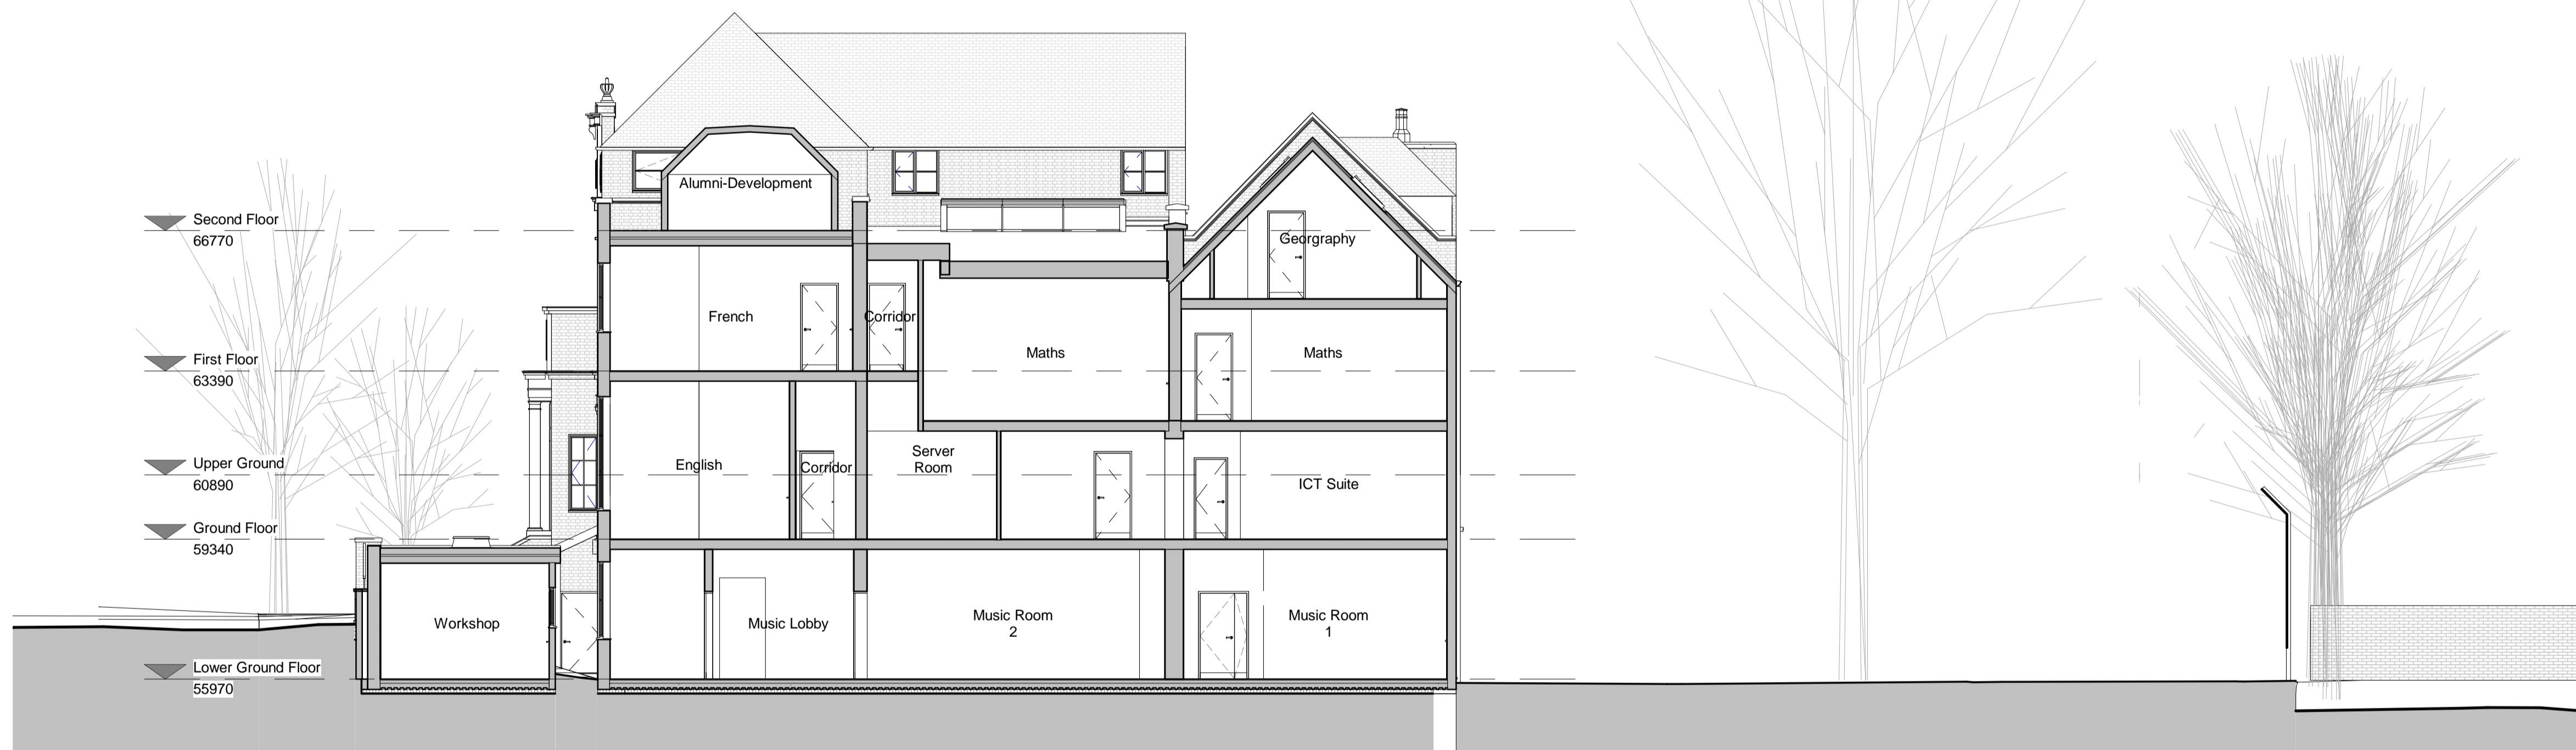 Alumni-Development
Second Floor
66770
Georgraphy
French
Corridor
First Floor
63390
Maths
Maths
Upper Ground
60890
English
Corridor
Server
Room
ICT Suite
Ground Floor
59340
Workshop
Music Lobby
Music Room
2
Music Room
1
Lower Ground Floor
55970